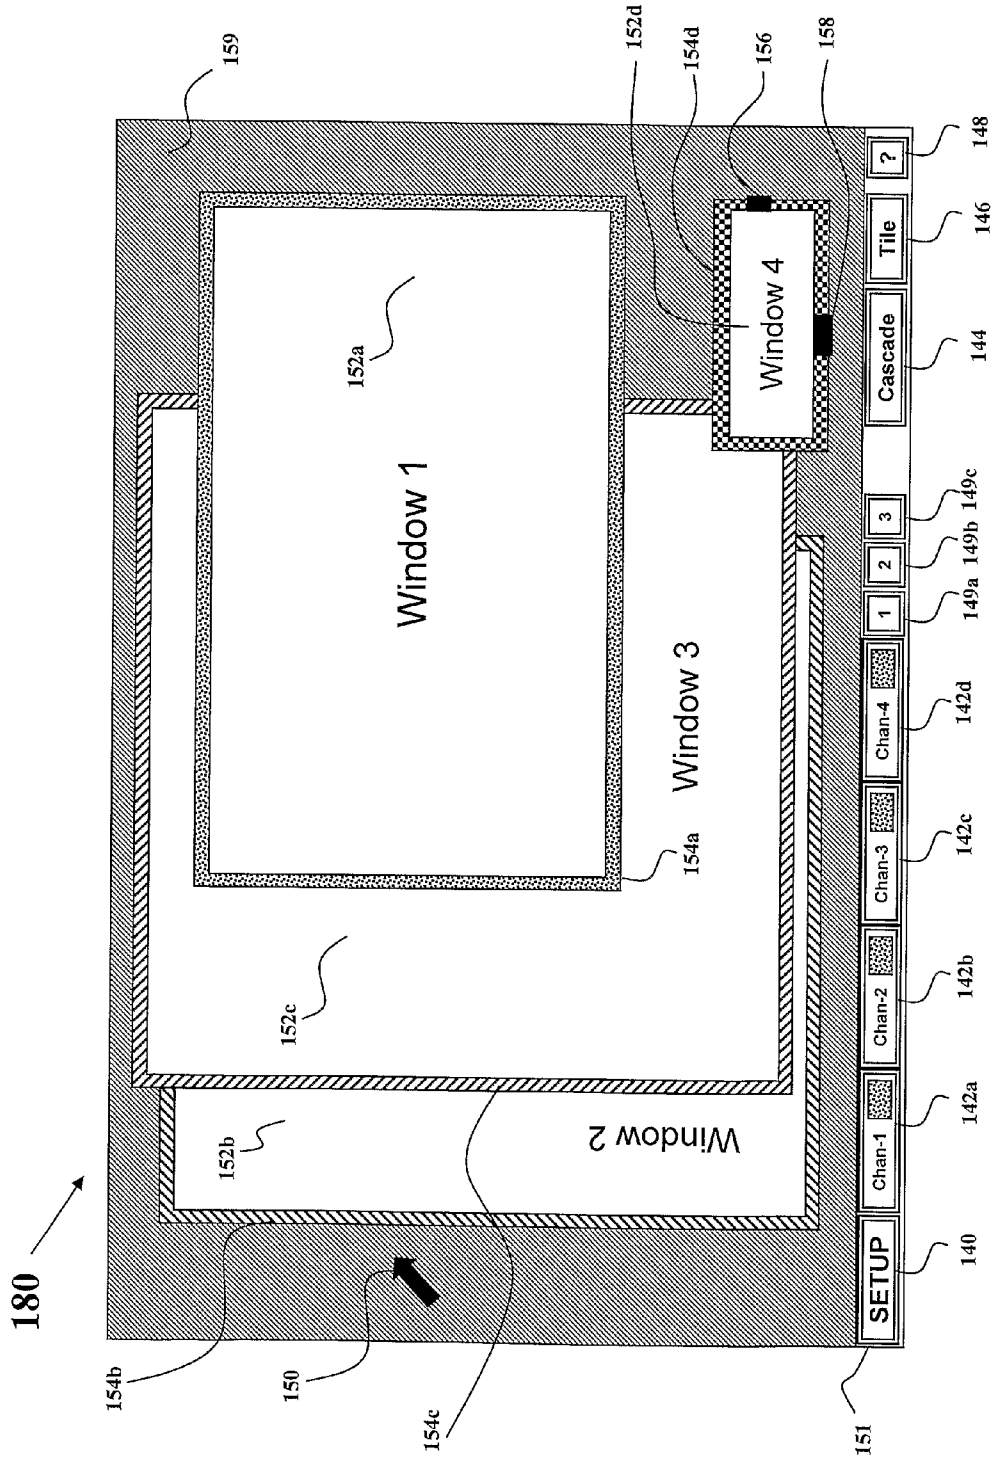 180
154b
150
154c
151
152b
152c
152a
154a
159
152d
154d
156
158
Window 1
Window 2
Window 3
Window 4
SETUP
Chan-1
Chan-2
Chan-3
Chan-4
1
2
3
Cascade
Tile
?
140
142a
142b
142c
142d
149a
149b
149c
144
146
148